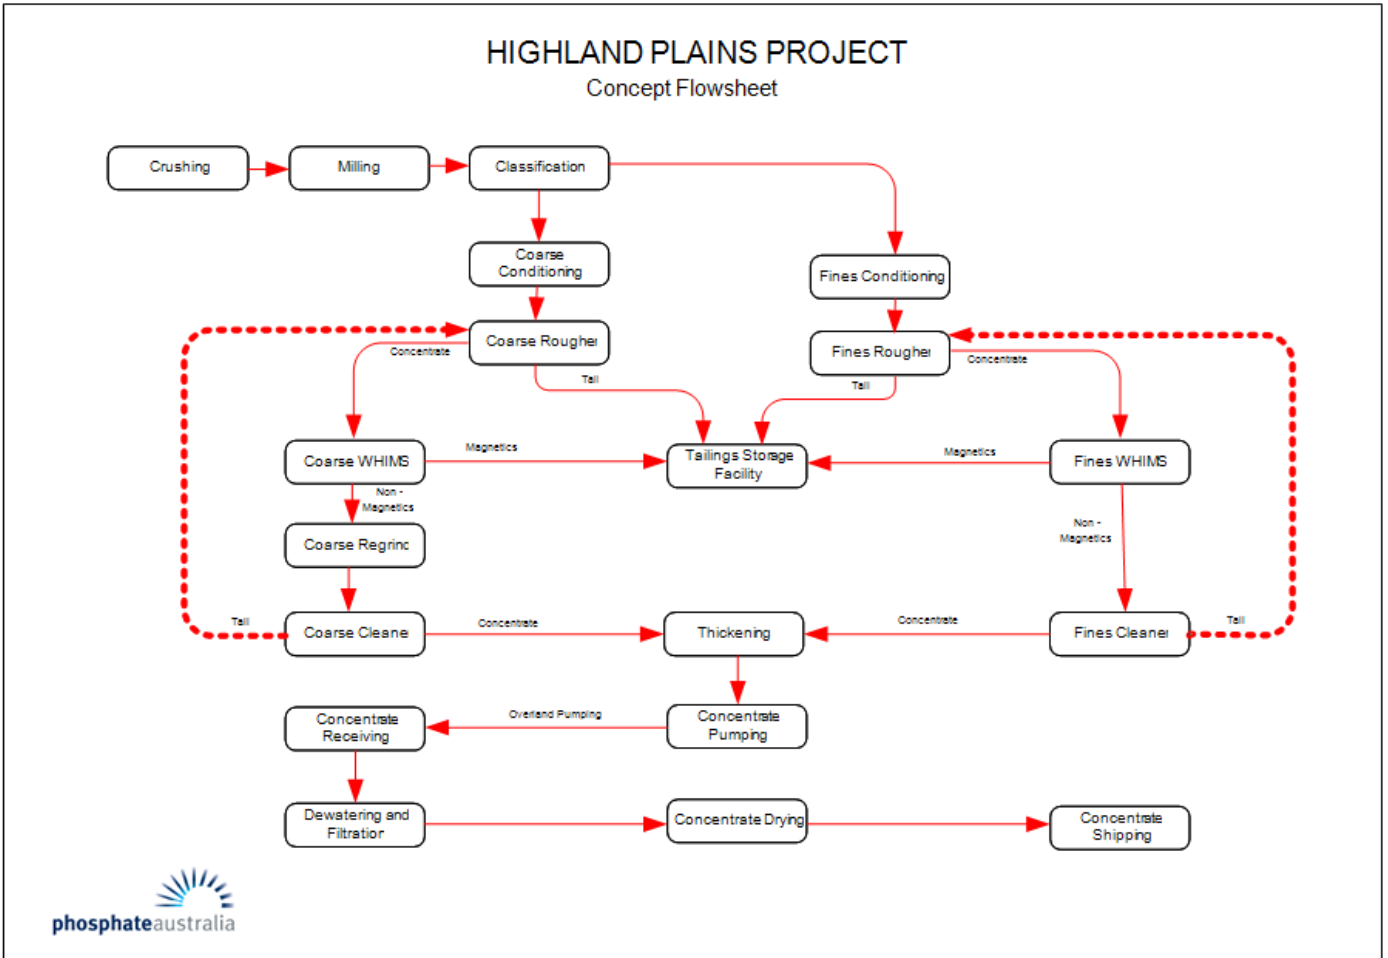 HIGHLAND PLAINS PROJECT
Concept Flowsheet
Crushing
Milling
Classification
Coarse
Conditioning
Fines Conditioning
Coarse Rougher
Fines Rougher
Concentrate
Concentrate
Tail
Tail
Coarse WHIMS
Magnetics
Tailings Storage
Facility
Magnetics
Fines WHIMS
Non -
Magnetics
Non -
Magnetics
Coarse Regrind
Tail
Coarse Cleaner
Concentrate
Thickening
Concentrate
Fines Cleaner
Tail
Concentrate
Receiving
Overland Pumping
Concentrate
Pumping
Dewatering and
Filtration
Concentrate Drying
Concentrate
Shipping
phosphateaustralia